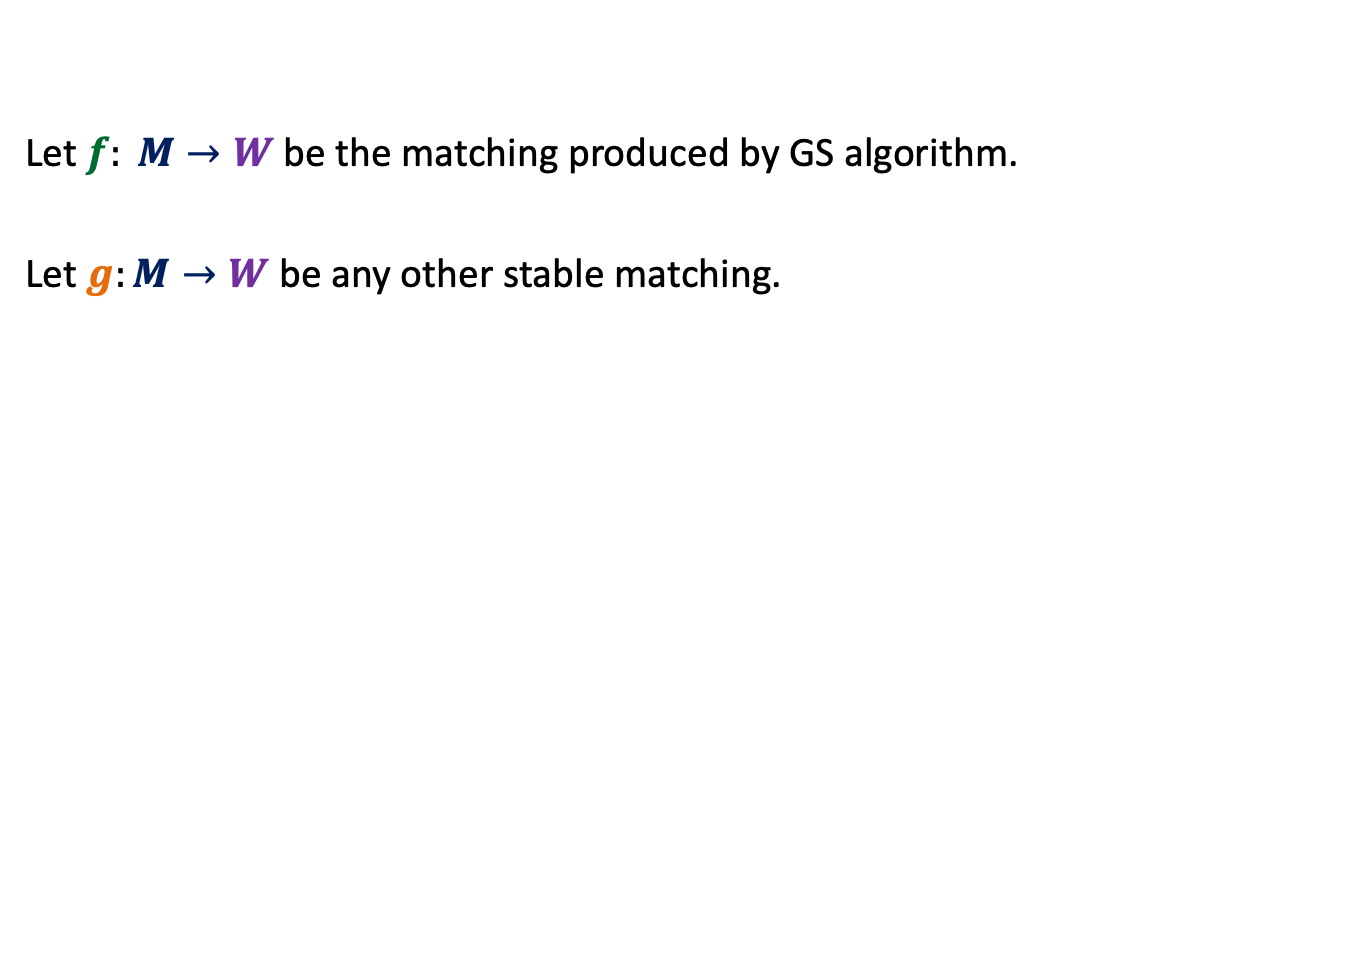 Let f: M → W be the matching produced by GS algorithm.
Let g: M → W be any other stable matching.